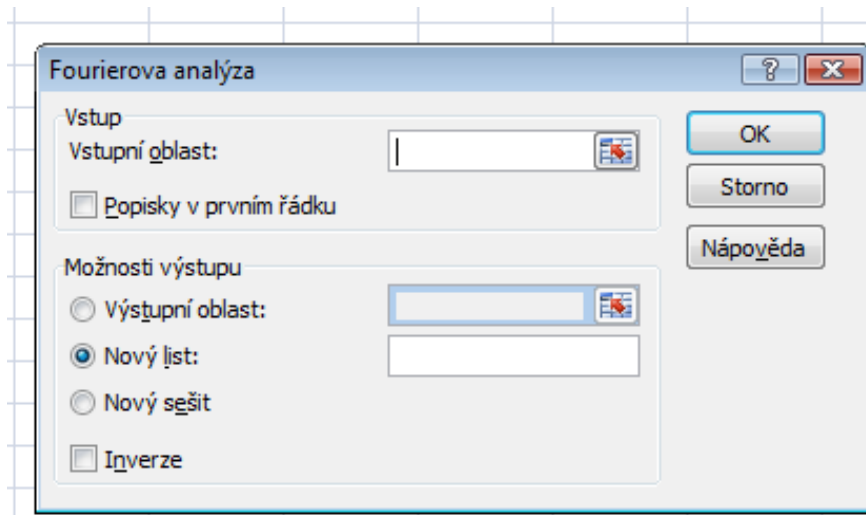 Fourierova analýza
Vstup
Vstupní oblast:
Popisky v prvním řádku
Možnosti výstupu
Výstupní oblast:
Nový list:
Nový sešit
Inverze
OK
Storno
Nápověda